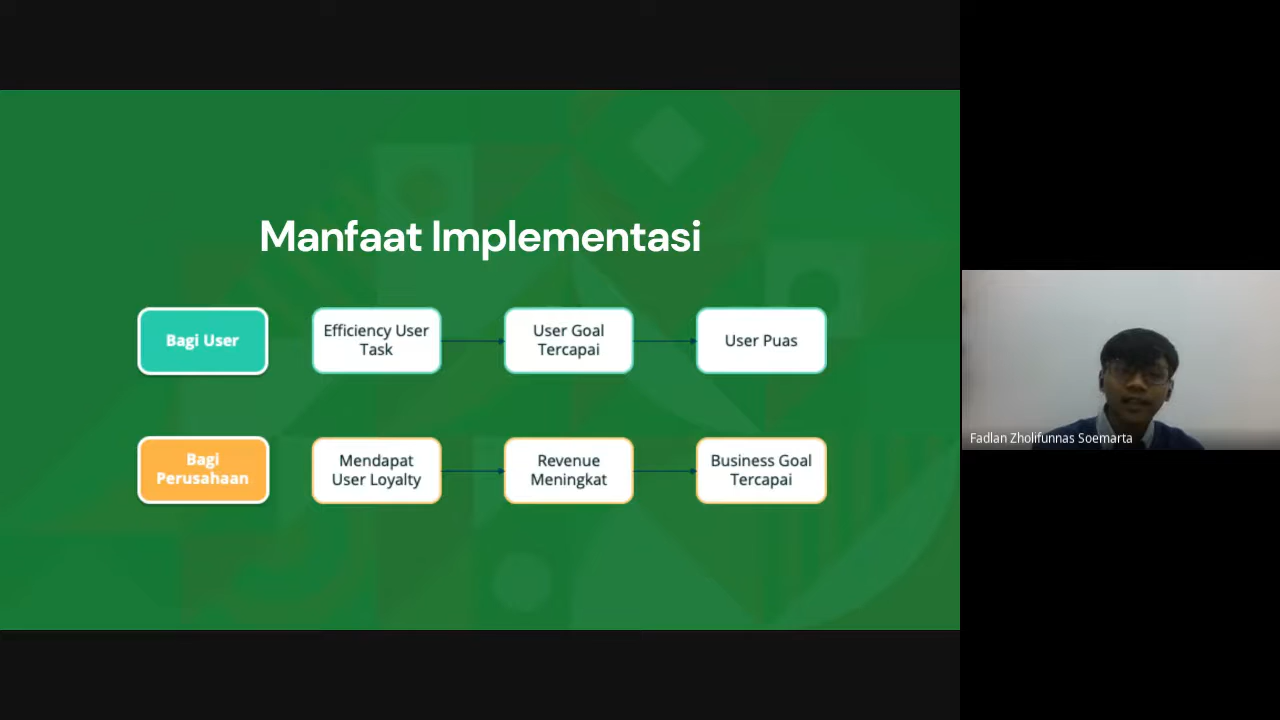 Manfaat Implementasi
Bagi User
Efficiency User
Task
User Goal
Tercapai
User Puas
Bagi
Perusahaan
Mendapat
User Loyalty
Revenue
Meningkat
Business Goal
Tercapai
Fadlan Zholifunnas Soemarta